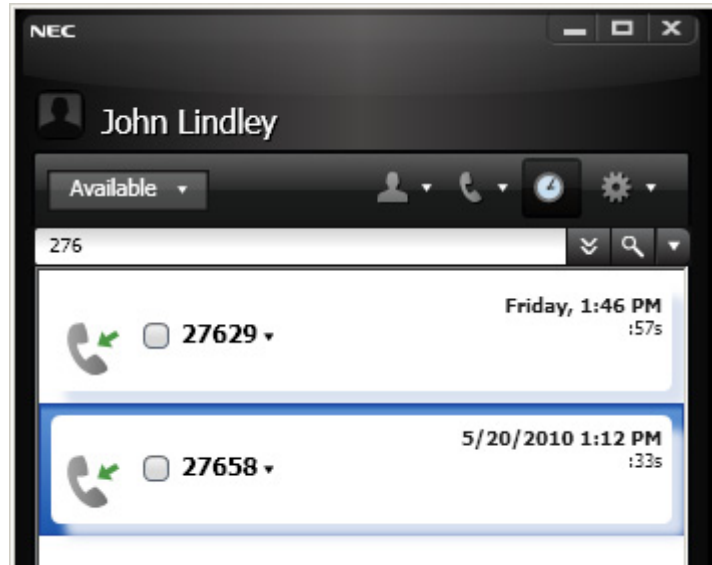 NEC
John Lindley
Available
276
Friday, 1:46 PM
27629
:57s
5/20/2010 1:12 PM
27658
:33s